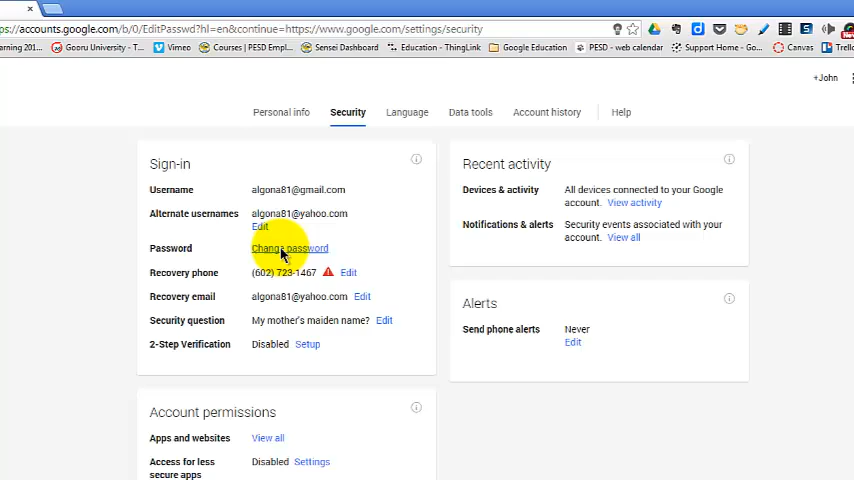 ps://accounts.google.com/b/0/EditPasswd?hl=en&continue=https://www.google.com/settings/security
arning 201... Gooru University - T... Vimeo Courses | PESD Empl... Sensei Dashboard Education - ThingLink Google Education PESD - web calendar Support Home - Go... Canvas Trello
+John
Personal info Security Language Data tools Account history Help
Sign-in
Username algona81@gmail.com
Alternate usernames algona81@yahoo.com
Edit
Password Change password
Recovery phone (602) 723-1467 Edit
Recovery email algona81@yahoo.com Edit
Security question My mother's maiden name? Edit
2-Step Verification Disabled Setup
Account permissions
Apps and websites View all
Access for less Disabled Settings
secure apps
Recent activity
Devices & activity All devices connected to your Google
account. View activity
Notifications & alerts Security events associated with your
account. View all
Alerts
Send phone alerts Never
Edit